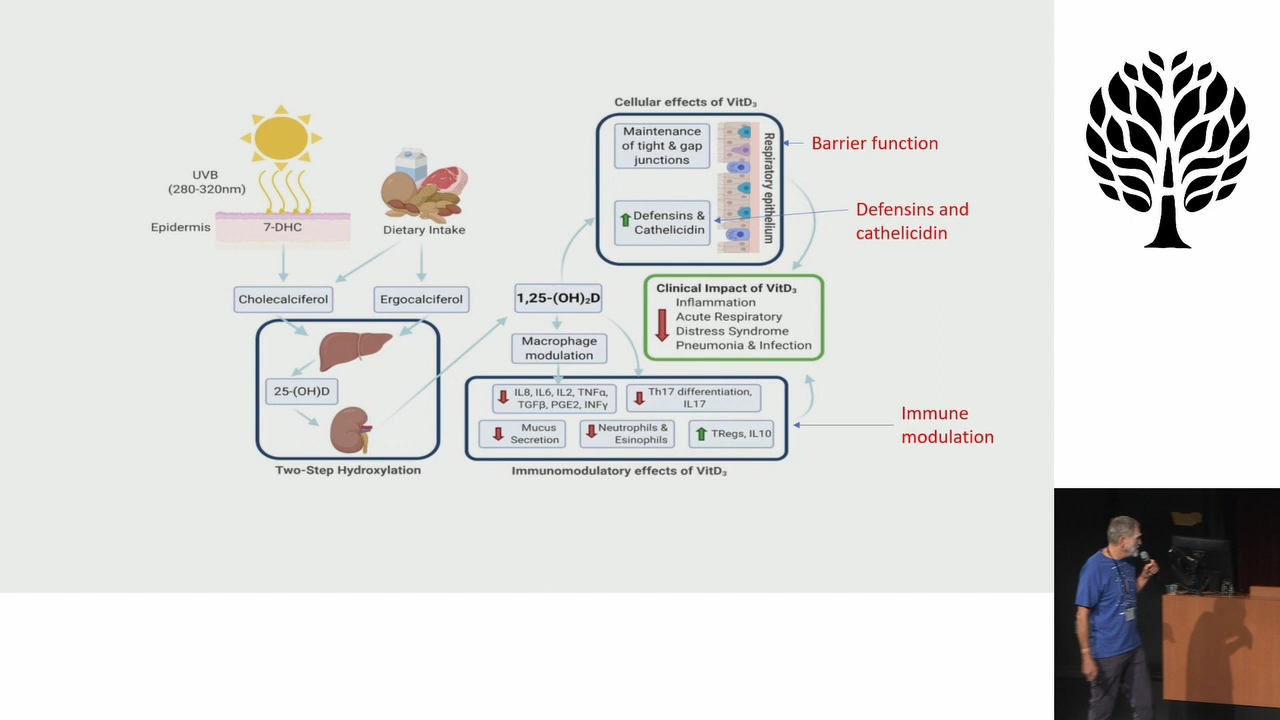 UVB
(280-320nm)
Epidermis
7-DHC
Dietary Intake
Cholecalciferol
Ergocalciferol
25-(OH)D
Two-Step Hydroxylation
1,25-(OH)₂D
Macrophage
modulation
Cellular effects of VitD₃
Maintenance
of tight & gap
junctions
Defensins &
Cathelicidin
Respiratory epithelium
Barrier function
Defensins and
cathelicidin
Clinical Impact of VitD₃
Inflammation
Acute Respiratory
Distress Syndrome
Pneumonia & Infection
IL8, IL6, IL2, TNFα,
TGFβ, PGE2, INFγ
Th17 differentiation,
IL17
Mucus
Secretion
Neutrophils &
Esinophils
TRegs, IL10
Immunomodulatory effects of VitD₃
Immune
modulation